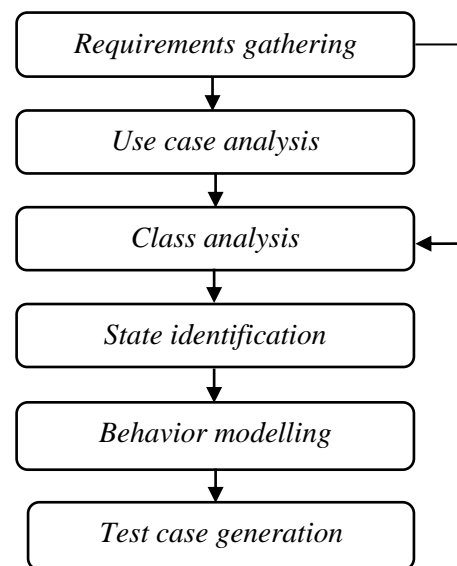 Requirements gathering
Use case analysis
Class analysis
State identification
Behavior modelling
Test case generation